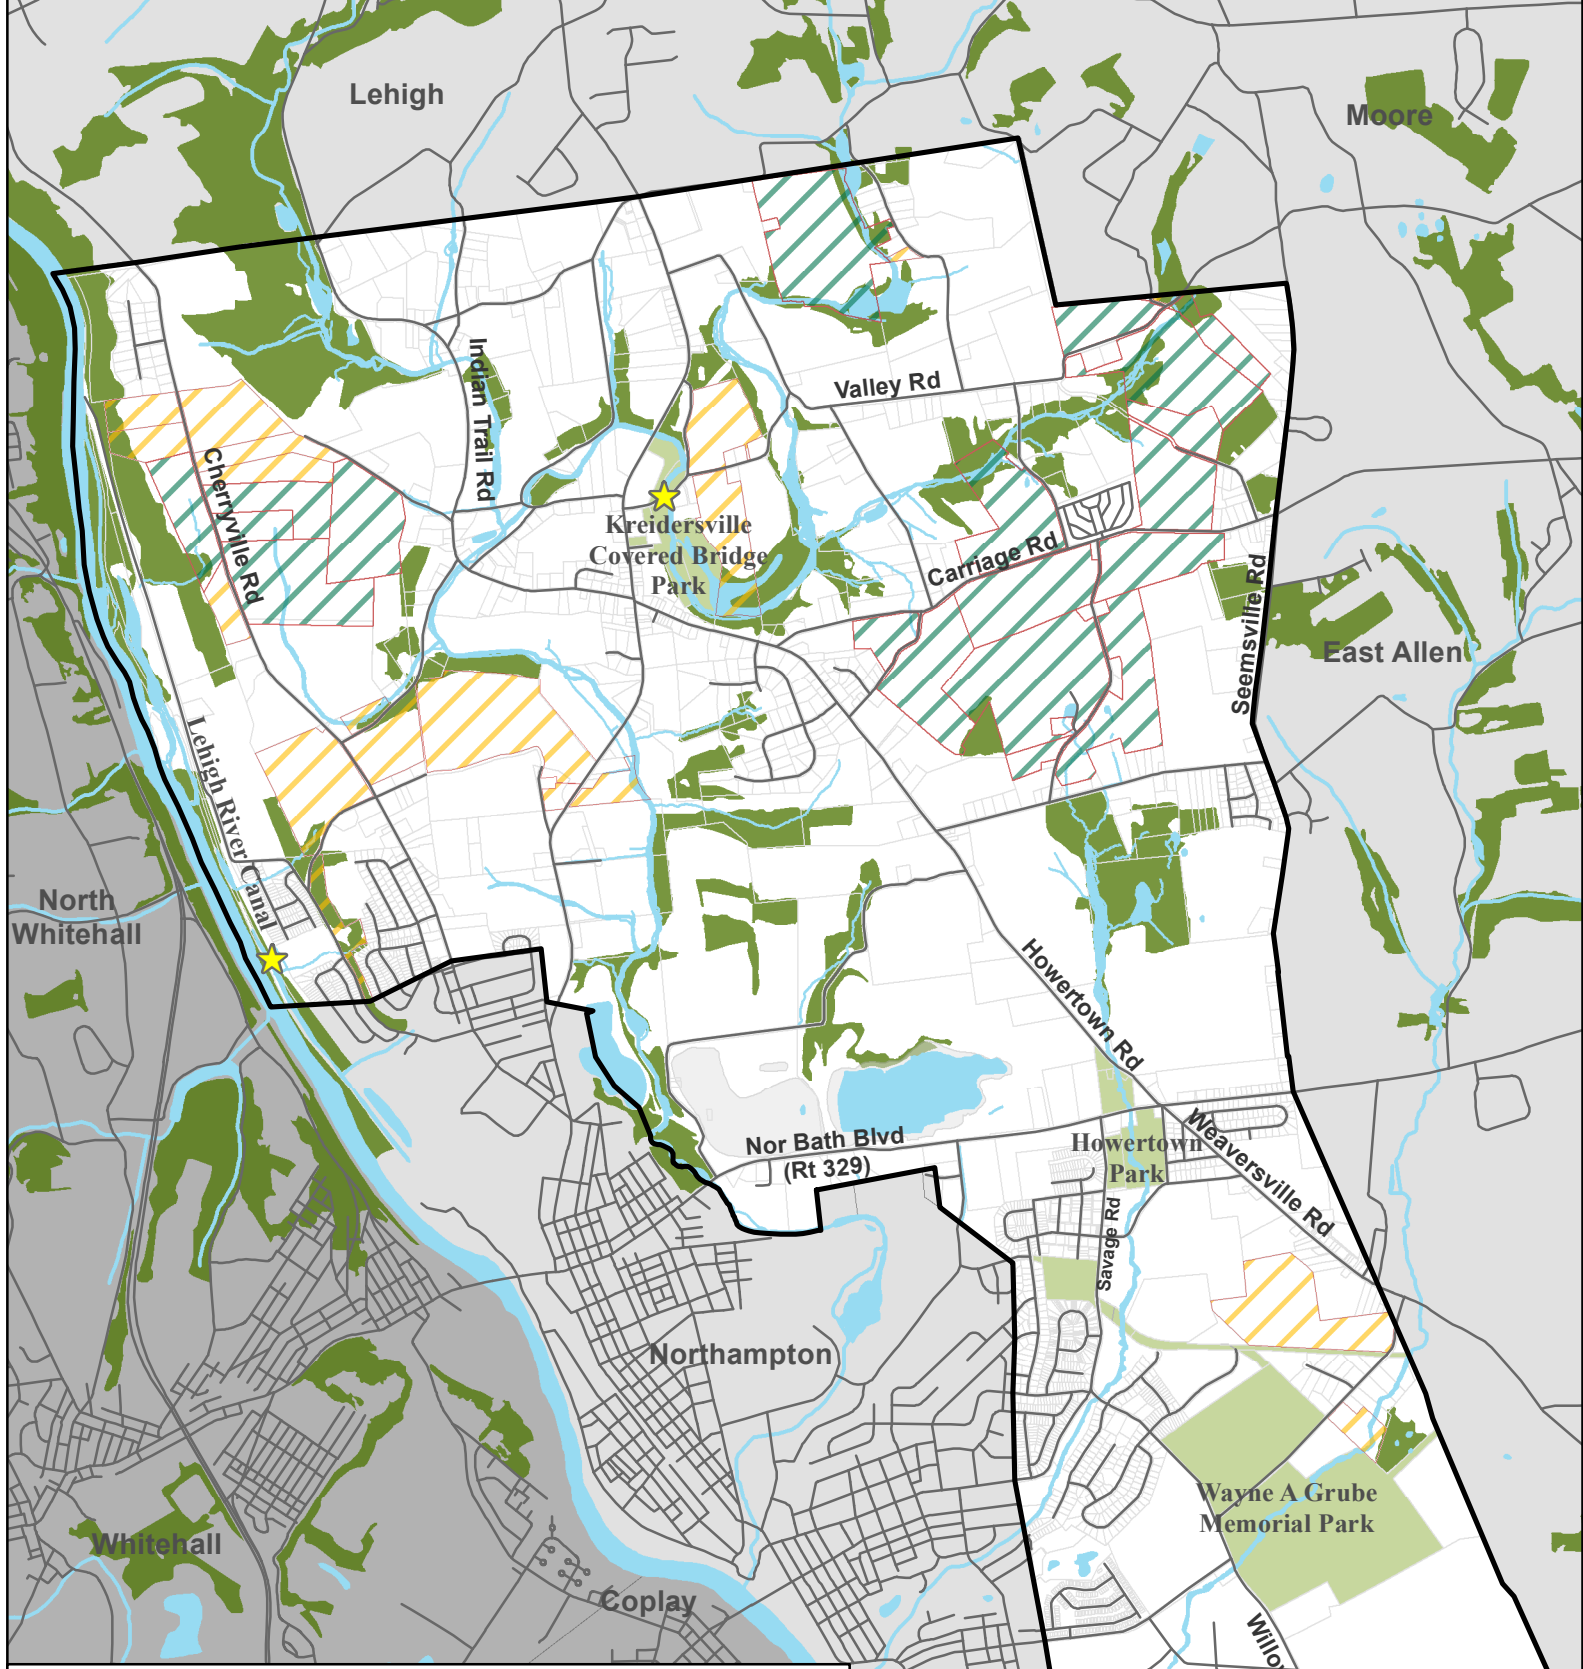 Lehigh
Moore
Valley Rd
Indian Trail Rd
Cherryville Rd
Kreidersville
Covered Bridge
Park
Carriage Rd
Seemsville Rd
East Allen
Lehigh River Canal
North
Whitehall
Howertown Rd
Nor Bath Blvd
(Rt 329)
Howertown
Park
Weaversville Rd
Savage Rd
Northampton
Wayne A Grube
Memorial Park
Whitehall
Coplay
Willo